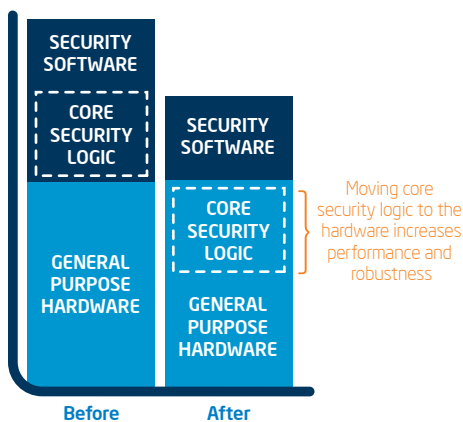 SECURITY
SOFTWARE
CORE
SECURITY
LOGIC
GENERAL
PURPOSE
HARDWARE
Before
SECURITY
SOFTWARE
CORE
SECURITY
LOGIC
GENERAL
PURPOSE
HARDWARE
After
Moving core
security logic to the
hardware increases
performance and
robustness